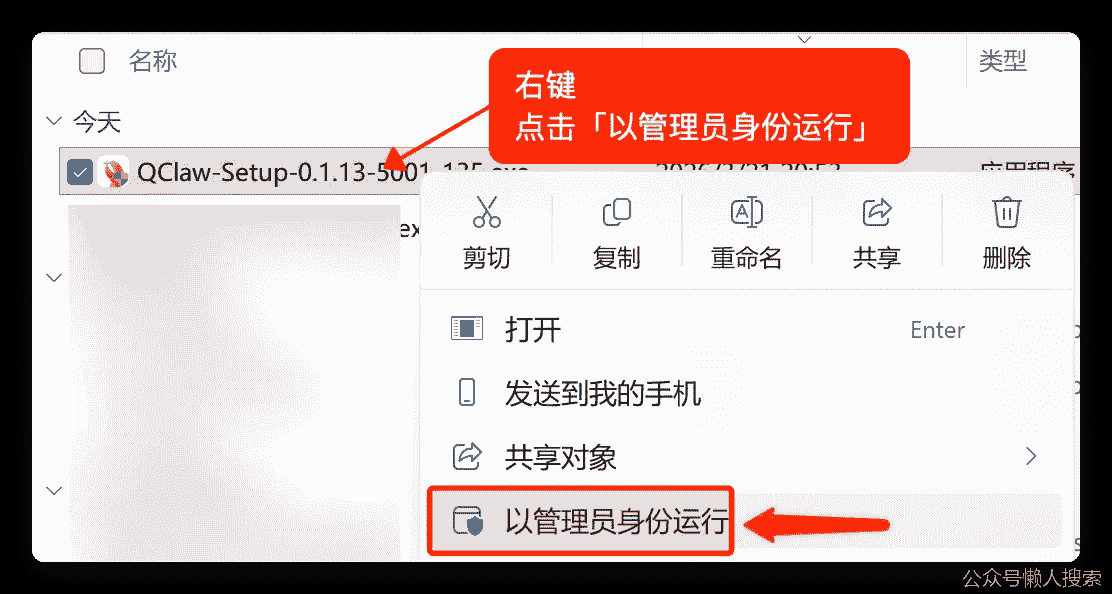 名称
类型
右键
点击「以管理员身份运行」
今天
QClaw-Setup-0.1.13-5001-135.exe
应用程序
剪切
复制
重命名
共享
删除
打开
Enter
发送到我的手机
共享对象
以管理员身份运行
公众号懒人搜索